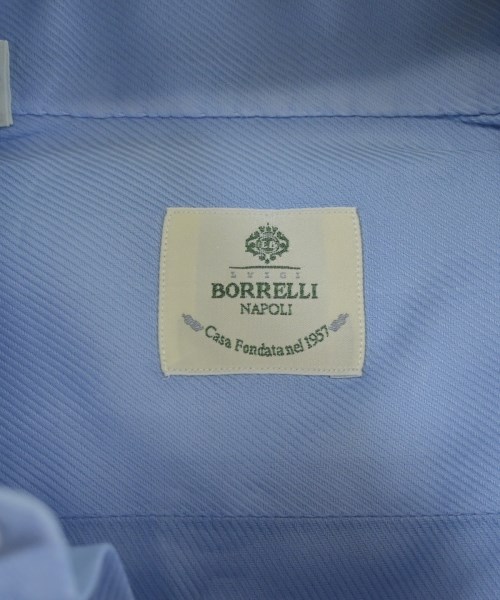 LUIGI
BORRELLI
NAPOLI
Casa Fondata nel 1957